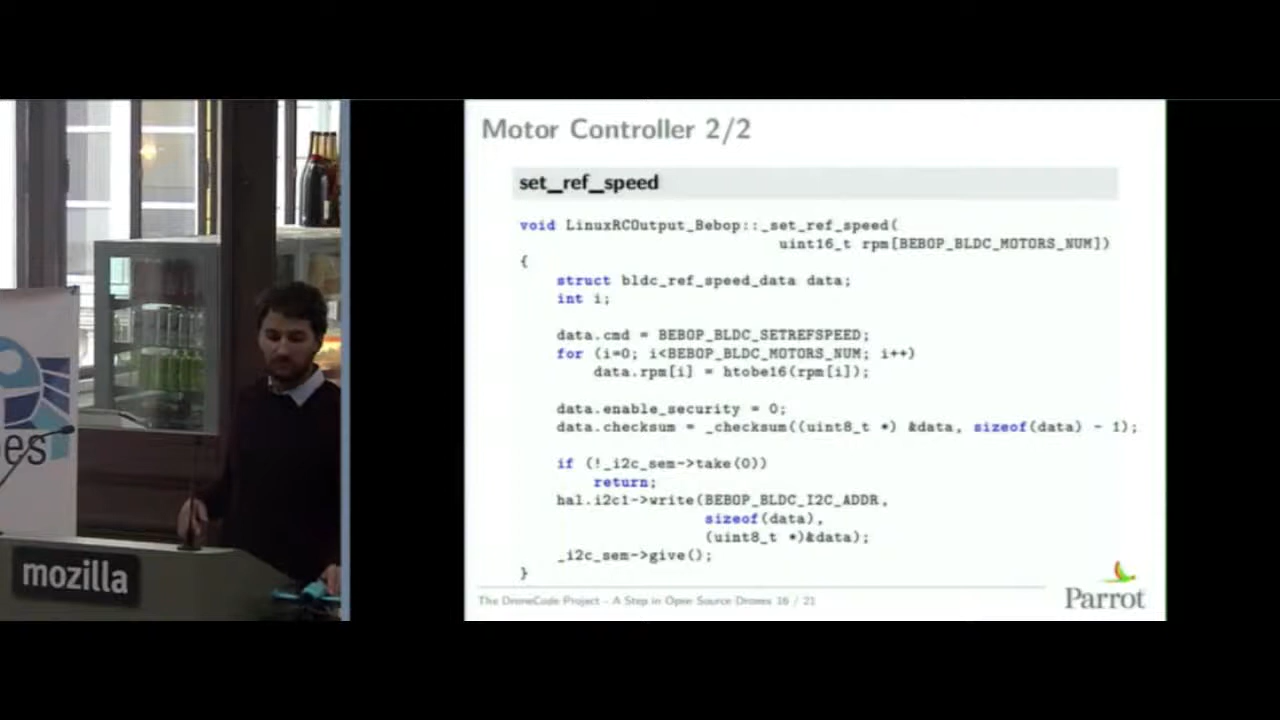 Motor Controller 2/2
set_ref_speed
void LinuxRCOutput_Bebop::_set_ref_speed(
uint16_t rpm[BEBOP_BLDC_MOTORS_NUM])
{
struct bldc_ref_speed_data data;
int i;
data.cmd = BEBOP_BLDC_SETREFSPEED;
for (i=0; i<BEBOP_BLDC_MOTORS_NUM; i++)
data.rpm[i] = htobe16(rpm[i]);
data.enable_security = 0;
data.checksum = _checksum((uint8_t *) &data, sizeof(data) - 1);
if (!_i2c_sem->take(0))
return;
hal.i2c1->write(BEBOP_BLDC_I2C_ADDR,
sizeof(data),
(uint8_t *)&data);
_i2c_sem->give();
}
The DroneCode Project - A Step in Open Source Drones 16 / 21
Parrot
mozilla